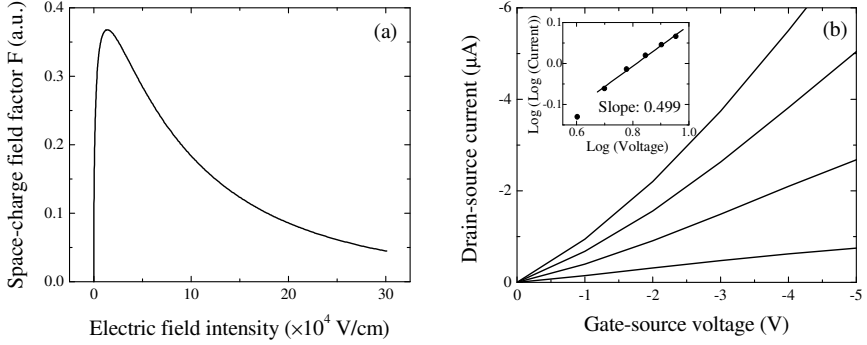 Space-charge field factor F (a.u.)
0.4
0.3
0.2
0.1
0.0
(a)
0
10
20
30
Electric field intensity (×10⁴ V/cm)
Drain-source current (μA)
-6
-4
-2
0
(b)
Log (Log (Current))
0.1
0.0
-0.1
Slope: 0.499
0.6
0.8
1.0
Log (Voltage)
0
-1
-2
-3
-4
-5
Gate-source voltage (V)